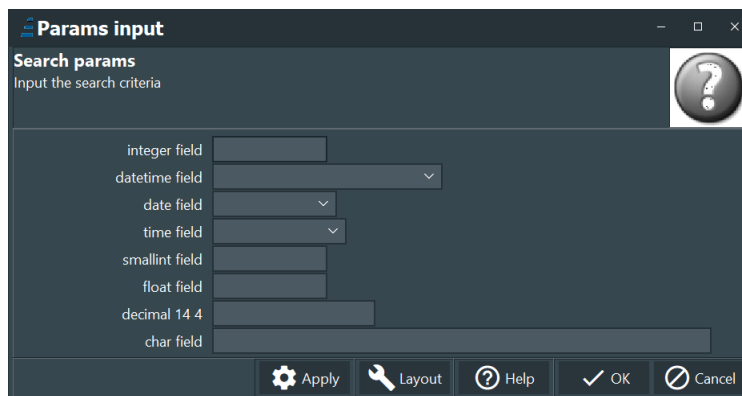 Params input
Search params
Input the search criteria
integer field
datetime field
date field
time field
smallint field
float field
decimal 14 4
char field
Apply Layout Help OK Cancel